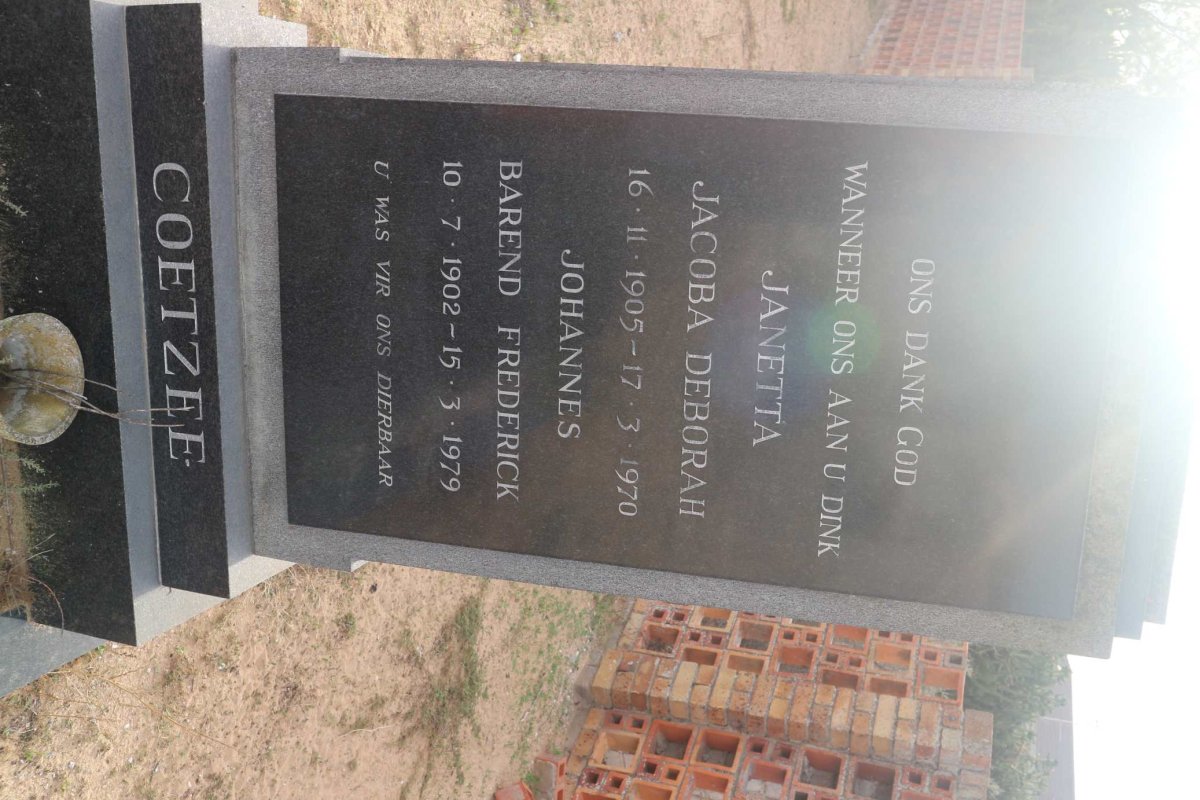 ONS DANK GOD
WANNEER ONS AAN U DINK
JANETTA
JACOBA DEBORAH
16·11·1905–17·3·1970
JOHANNES
BAREND FREDERICK
10·7·1902–15·3·1979
U WAS VIR ONS DIERBAAR
COETZEE